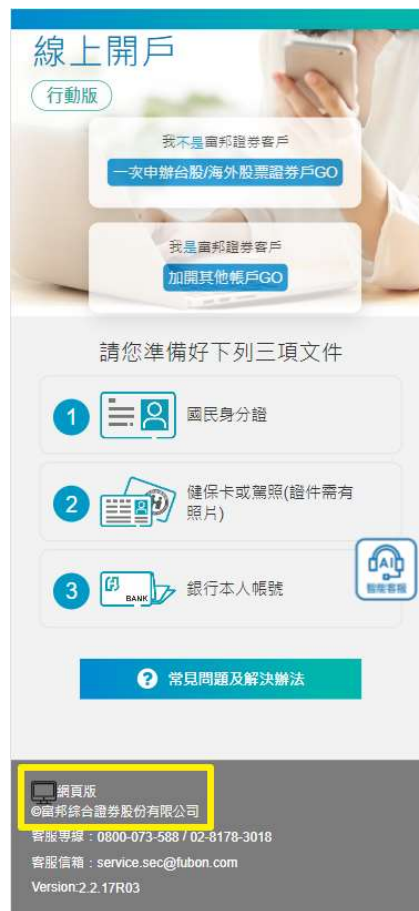 線上開戶
行動版
我不是富邦證券客戶
一次申辦台股/海外股票證券戶GO
我是富邦證券客戶
加開其他帳戶GO
請您準備好下列三項文件
1
國民身分證
2
健保卡或駕照(證件需有
照片)
AI
智能客服
3
BANK
銀行本人帳號
? 常見問題及解決辦法
網頁版
©富邦綜合證券股份有限公司
客服專線：0800-073-588 / 02-8178-3018
客服信箱：service.sec@fubon.com
Version:2.2.17R03